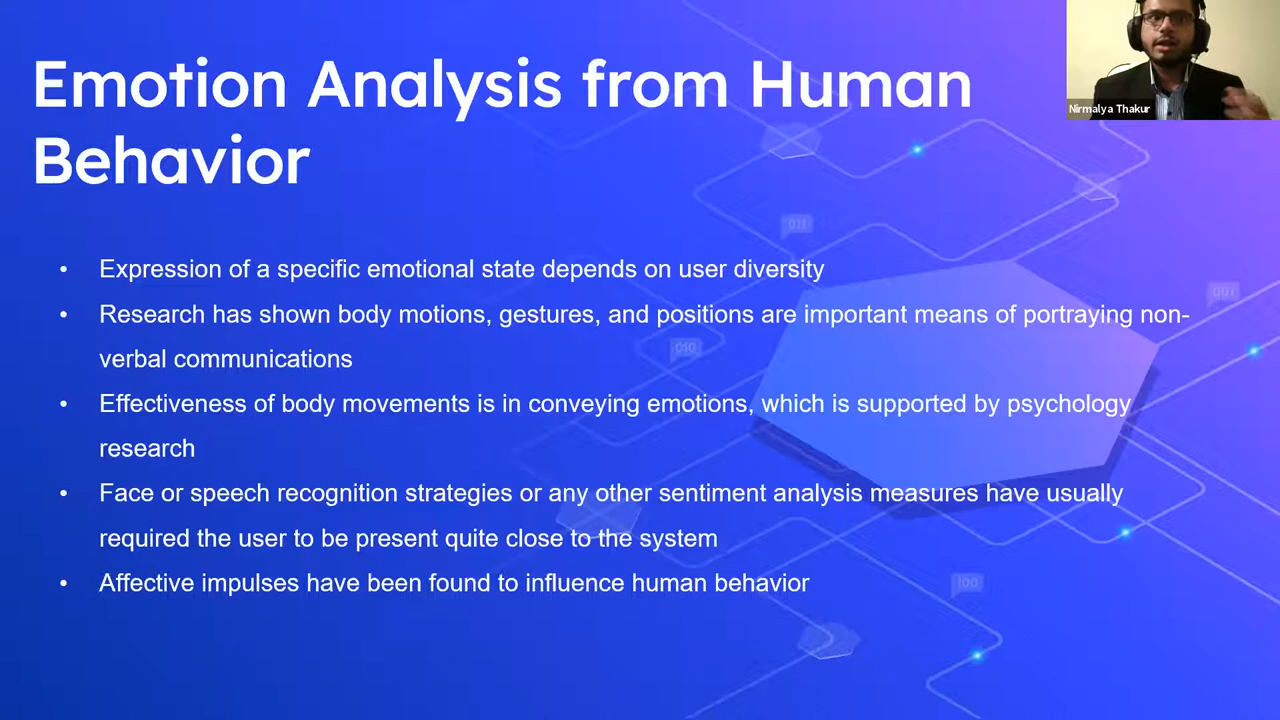 Emotion Analysis from Human
Behavior
Nirmalya Thakur
• Expression of a specific emotional state depends on user diversity
• Research has shown body motions, gestures, and positions are important means of portraying non-
verbal communications
• Effectiveness of body movements is in conveying emotions, which is supported by psychology
research
• Face or speech recognition strategies or any other sentiment analysis measures have usually
required the user to be present quite close to the system
• Affective impulses have been found to influence human behavior
010